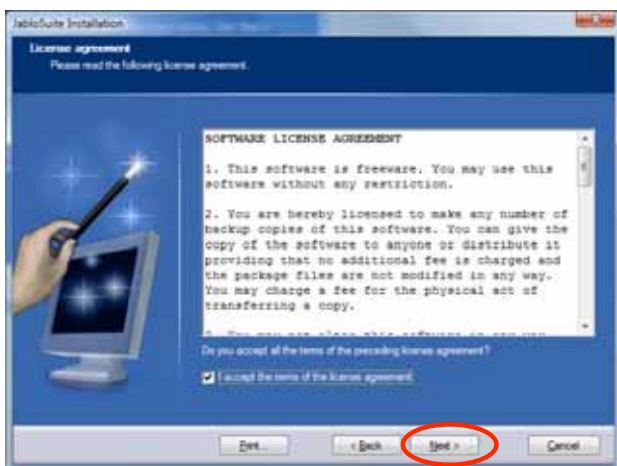 JabloSuite Installation
License agreement
Please read the following license agreement.
SOFTWARE LICENSE AGREEMENT
1. This software is freeware. You may use this
software without any restriction.
2. You are hereby licensed to make any number of
backup copies of this software. You can give the
copy of the software to anyone or distribute it
providing that no additional fee is charged and
the package files are not modified in any way.
You may charge a fee for the physical act of
transferring a copy.
Do you accept all the terms of the preceding license agreement?
I accept the terms of the license agreement.
Print...
< Back
Next >
Cancel